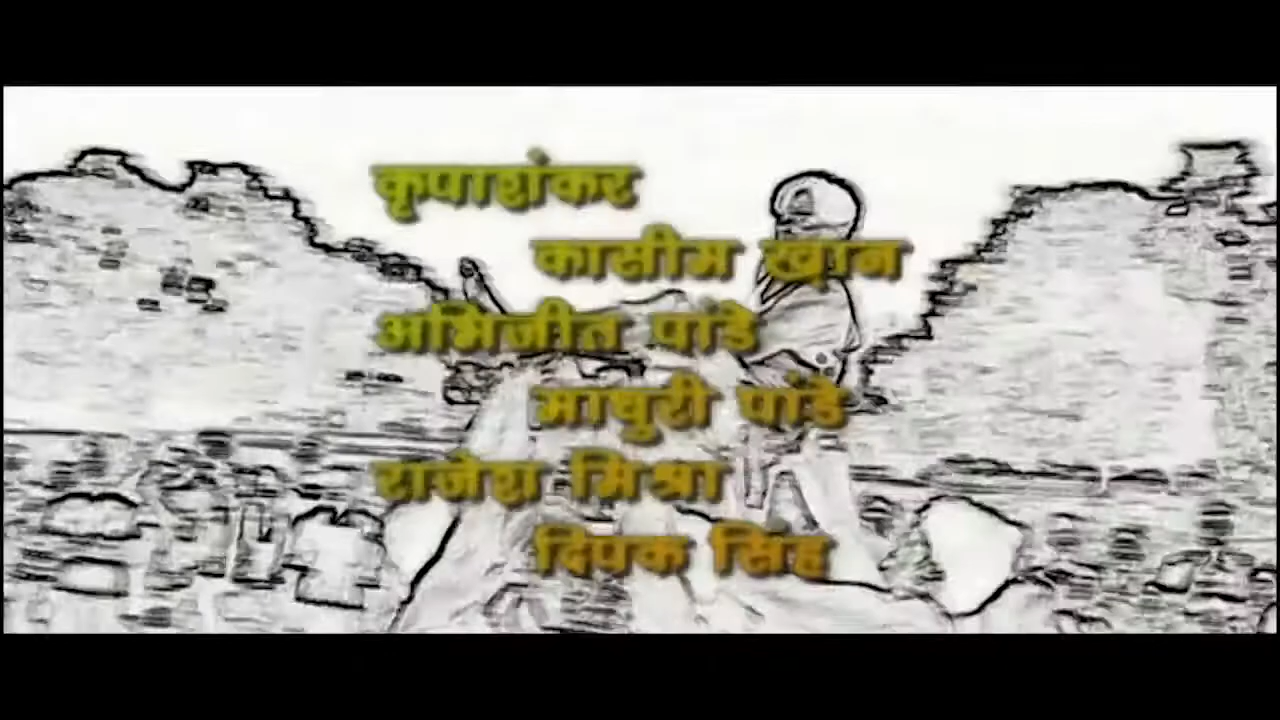 कृपाशंकर
कासीम खान
अभिजीत पांडे
माधुरी पांडे
राजेश मिश्रा
दिपक सिंह